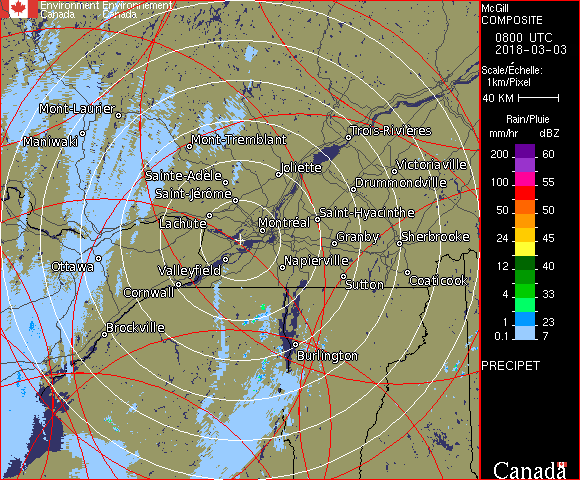 Environment Environnement
Canada Canada
McGill
COMPOSITE
0800 UTC
2018-03-03
Scale/Échelle:
1km/Pixel
40 KM
Rain/Pluie
mm/hr dBZ
200 60
100 55
50 50
24 45
12 40
4 33
1 23
0.1 7
PRECIPET
Canada
Mont-Laurier
Maniwaki
Mont-Tremblant
Trois-Rivières
Joliette
Victoriaville
Sainte-Adèle
Drummondville
Saint-Jérôme
Lachute
Montréal
Saint-Hyacinthe
Granby
Sherbrooke
Ottawa
Valleyfield
Napierville
Cornwall
Sutton
Coaticook
Brockville
Burlington